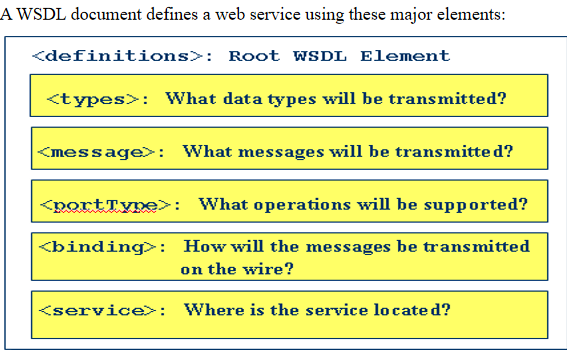 A WSDL document defines a web service using these major elements:
<definitions>: Root WSDL Element
<types>: What data types will be transmitted?
<message>: What messages will be transmitted?
<portType>: What operations will be supported?
<binding>: How will the messages be transmitted
on the wire?
<service>: Where is the service located?